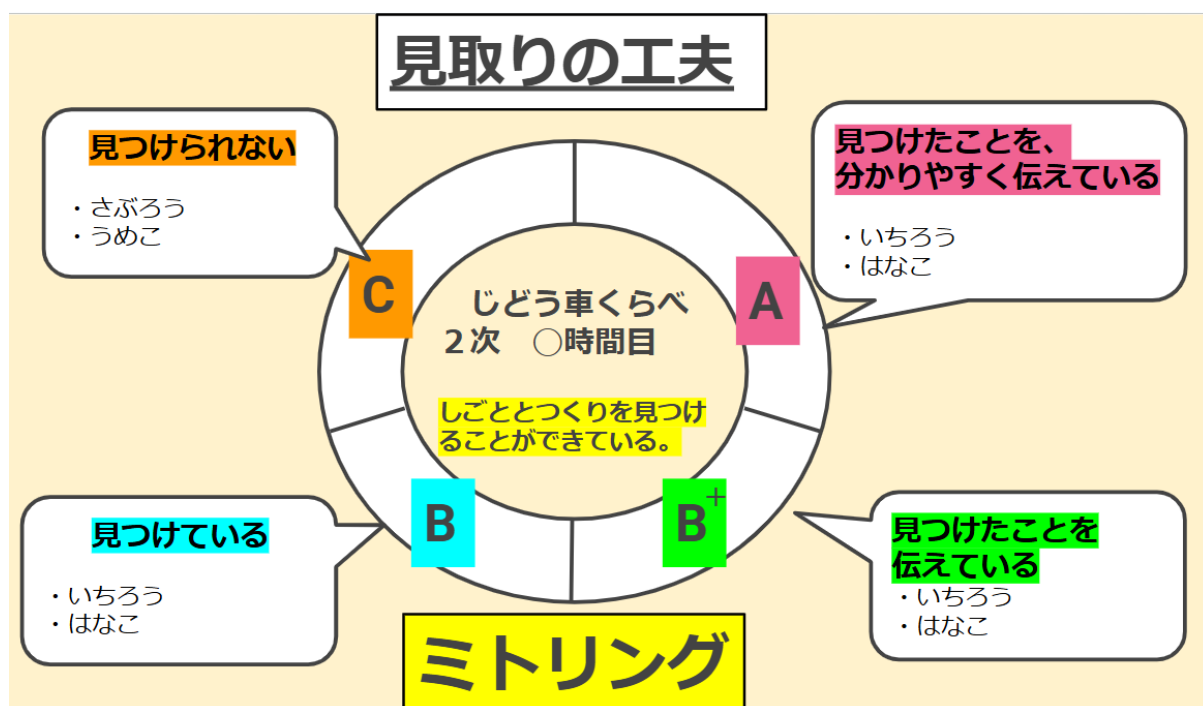 見取りの工夫
見つけられない
・さぶろう
・うめこ
C
見つけたことを、
分かりやすく伝えている
・いちろう
・はなこ
A
じどう車くらべ
2次 ○時間目
しごととつくりを見つけ
ることができている。
見つけている
・いちろう
・はなこ
B
B+
見つけたことを
伝えている
・いちろう
・はなこ
ミトリング